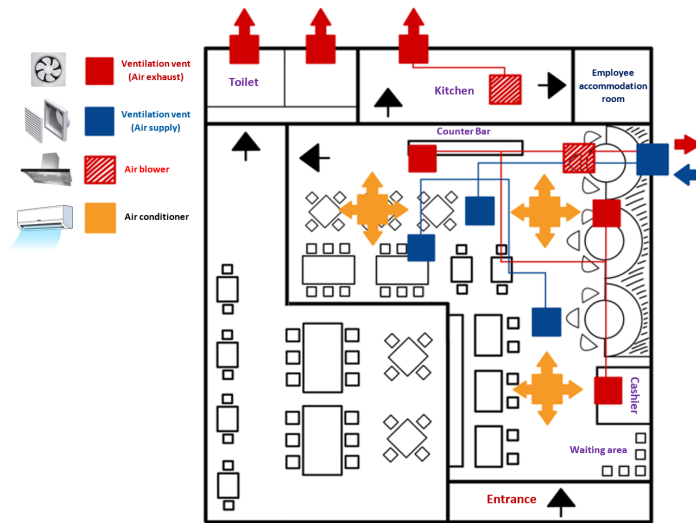 Ventilation vent
(Air exhaust)
Ventilation vent
(Air supply)
Air blower
Air conditioner
Toilet
Kitchen
Employee
accommodation
room
Counter Bar
Cashier
Waiting area
Entrance